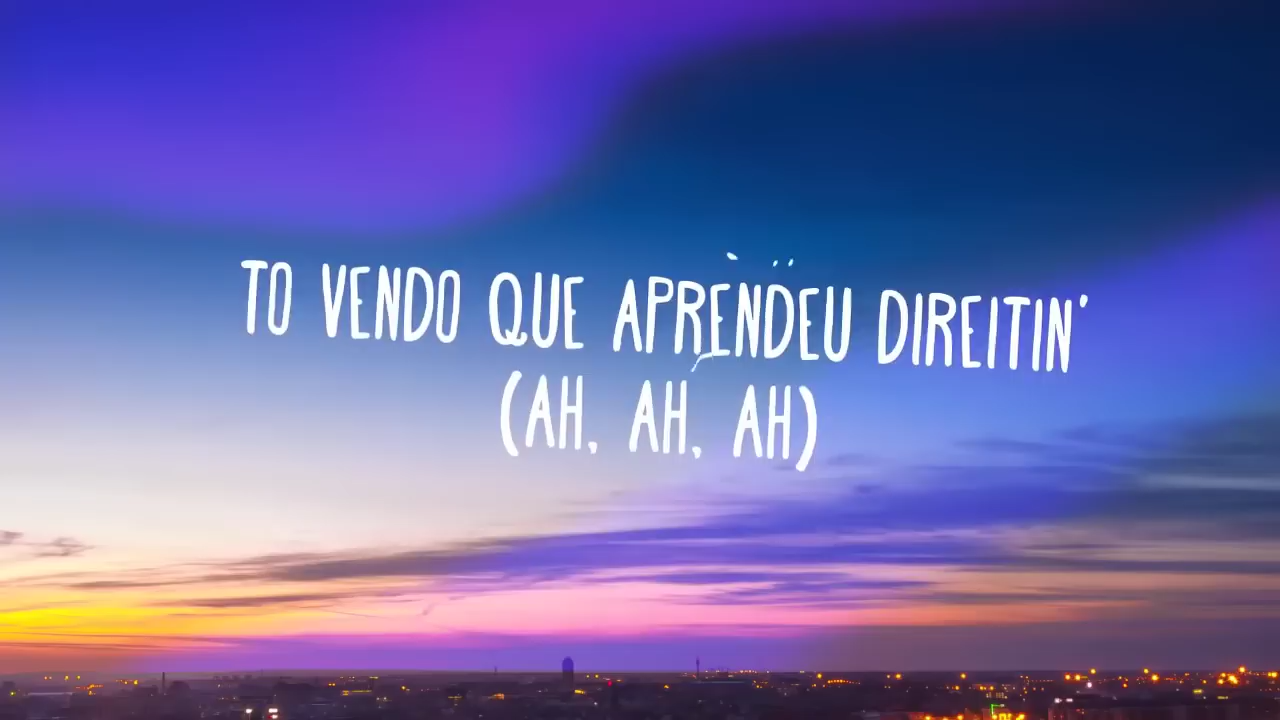 TO VENDO QUE APRENDEU DIREITIN'
(AH, AH, AH)